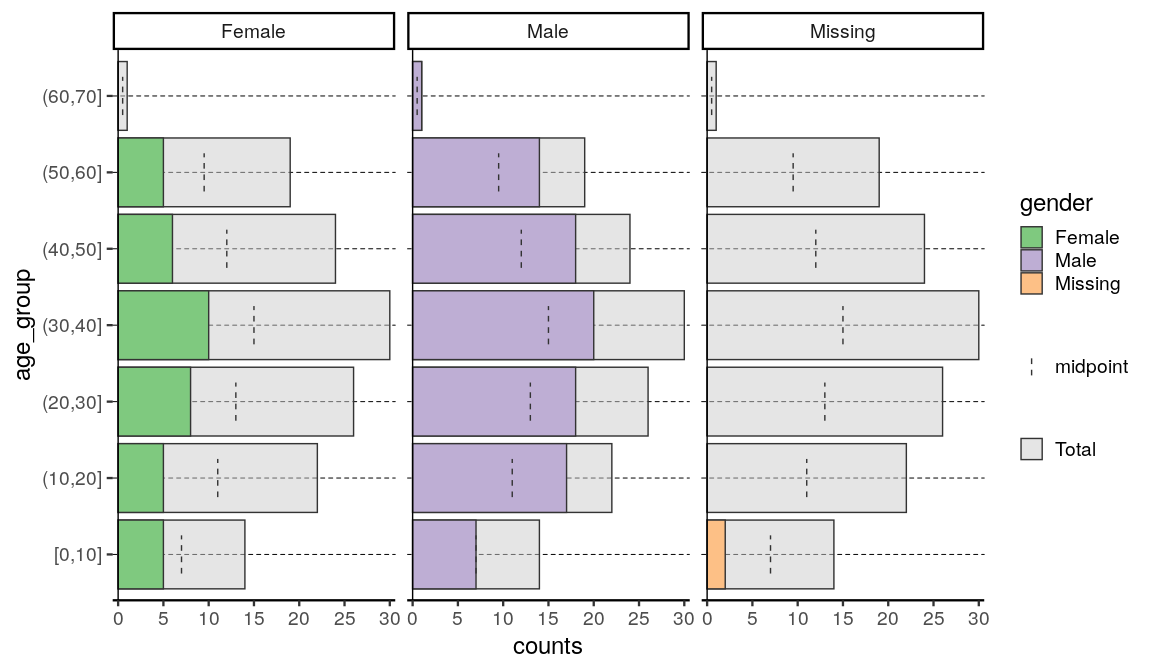 Female Male Missing
(60,70]
(50,60]
(40,50]
(30,40]
(20,30]
(10,20]
[0,10]
age_group
0 5 10 15 20 25 30 0 5 10 15 20 25 30 0 5 10 15 20 25 30
counts
gender
Female
Male
Missing
midpoint
Total